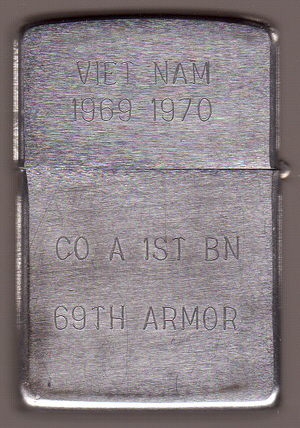 VIET NAM
1969 1970
CO A 1ST BN
69TH ARMOR